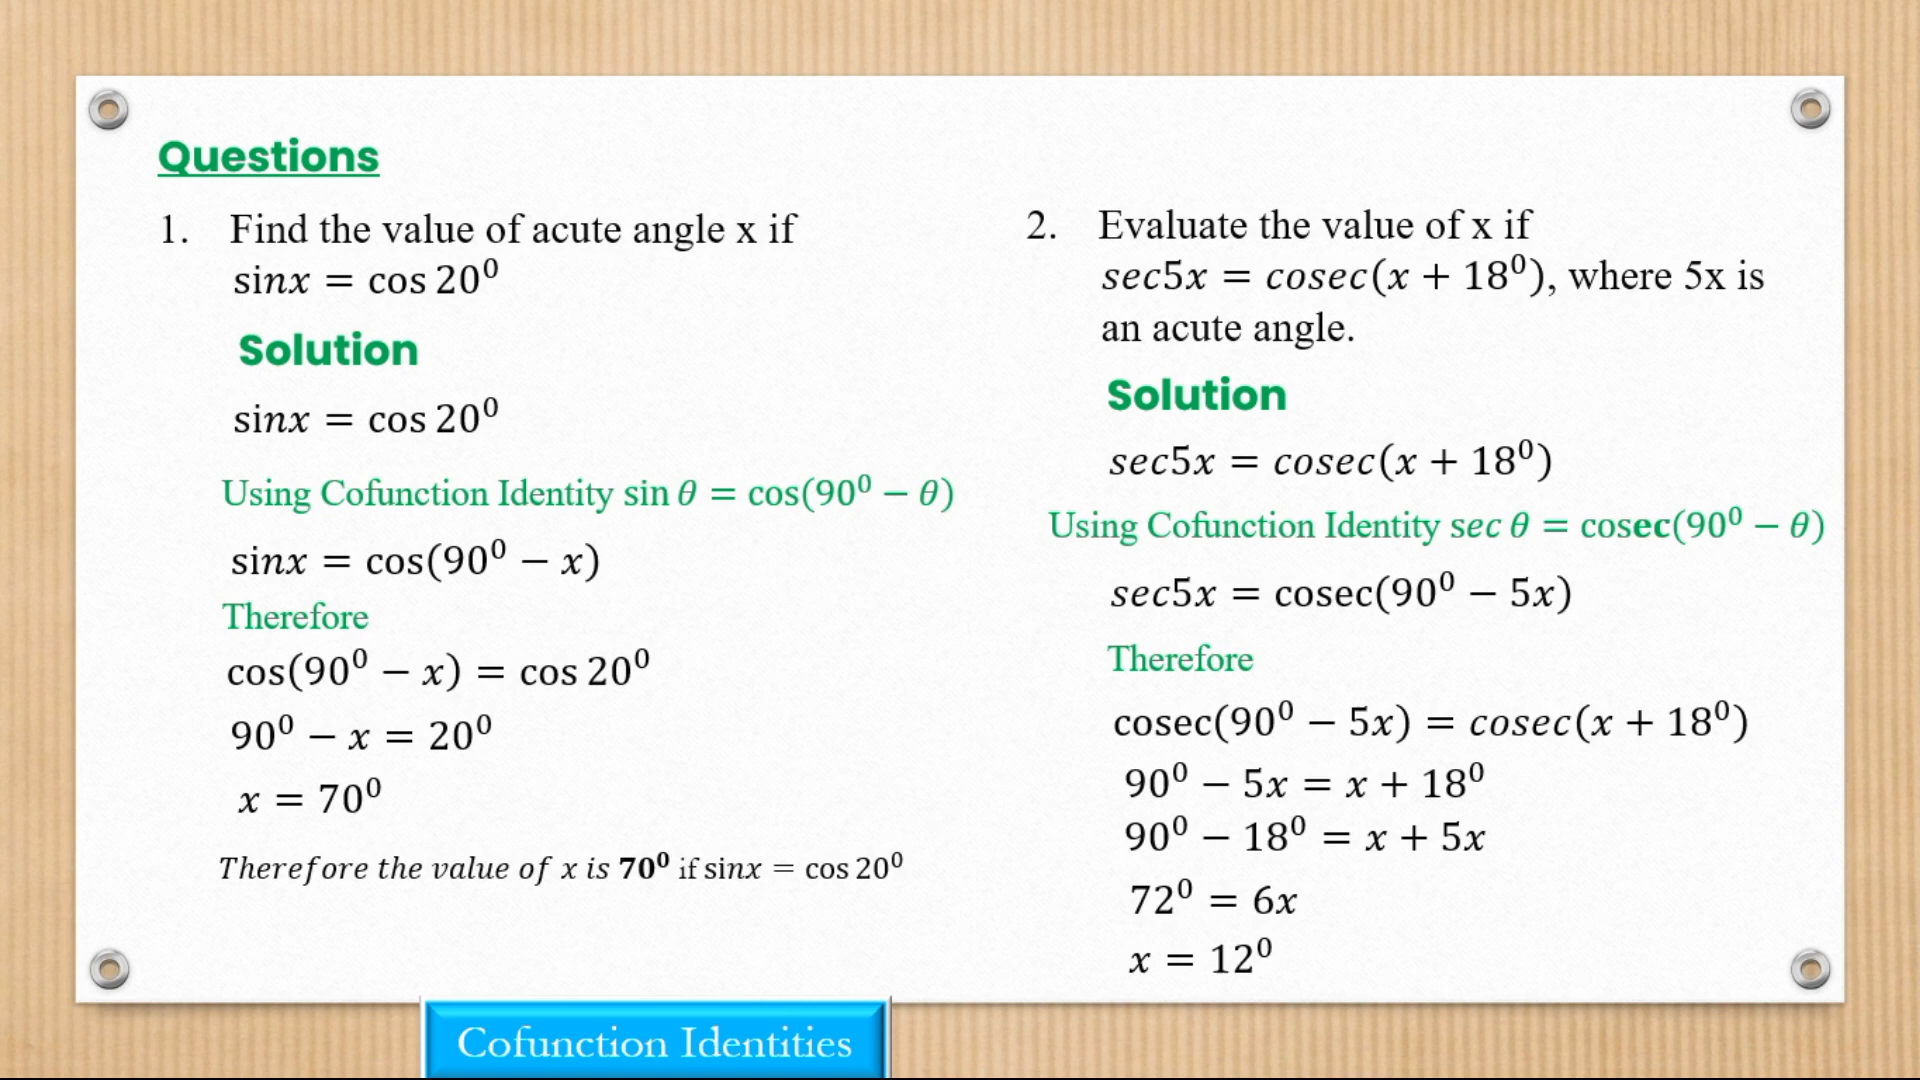 Questions
1. Find the value of acute angle x if
sinx = cos 20⁰
Solution
sinx = cos 20⁰
Using Cofunction Identity sin θ = cos(90⁰ − θ)
sinx = cos(90⁰ − x)
Therefore
cos(90⁰ − x) = cos 20⁰
90⁰ − x = 20⁰
x = 70⁰
Therefore the value of x is 70⁰ if sinx = cos 20⁰
2. Evaluate the value of x if
sec5x = cosec(x + 18⁰), where 5x is
an acute angle.
Solution
sec5x = cosec(x + 18⁰)
Using Cofunction Identity sec θ = cosec(90⁰ − θ)
sec5x = cosec(90⁰ − 5x)
Therefore
cosec(90⁰ − 5x) = cosec(x + 18⁰)
90⁰ − 5x = x + 18⁰
90⁰ − 18⁰ = x + 5x
72⁰ = 6x
x = 12⁰
Cofunction Identities